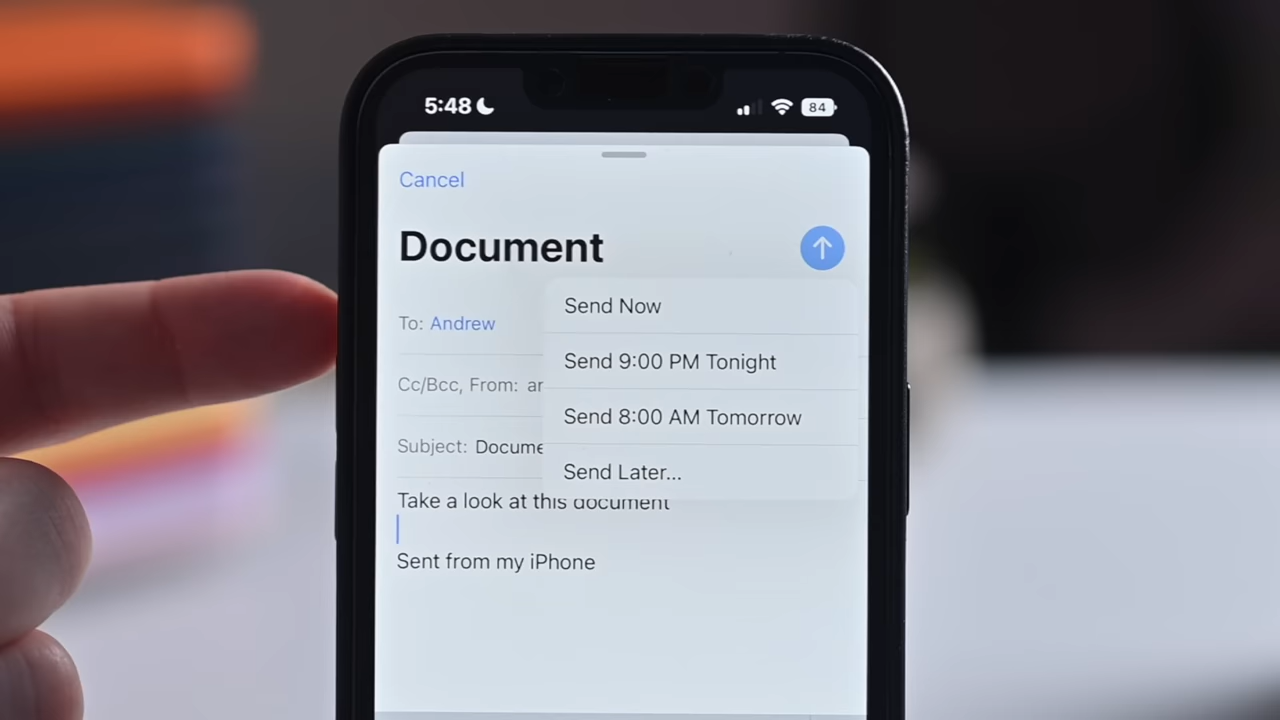 5:48 84
Cancel
Document
To: Andrew
Send Now
Send 9:00 PM Tonight
Cc/Bcc, From:
Send 8:00 AM Tomorrow
Subject: Docume
Send Later...
Take a look at this document
Sent from my iPhone